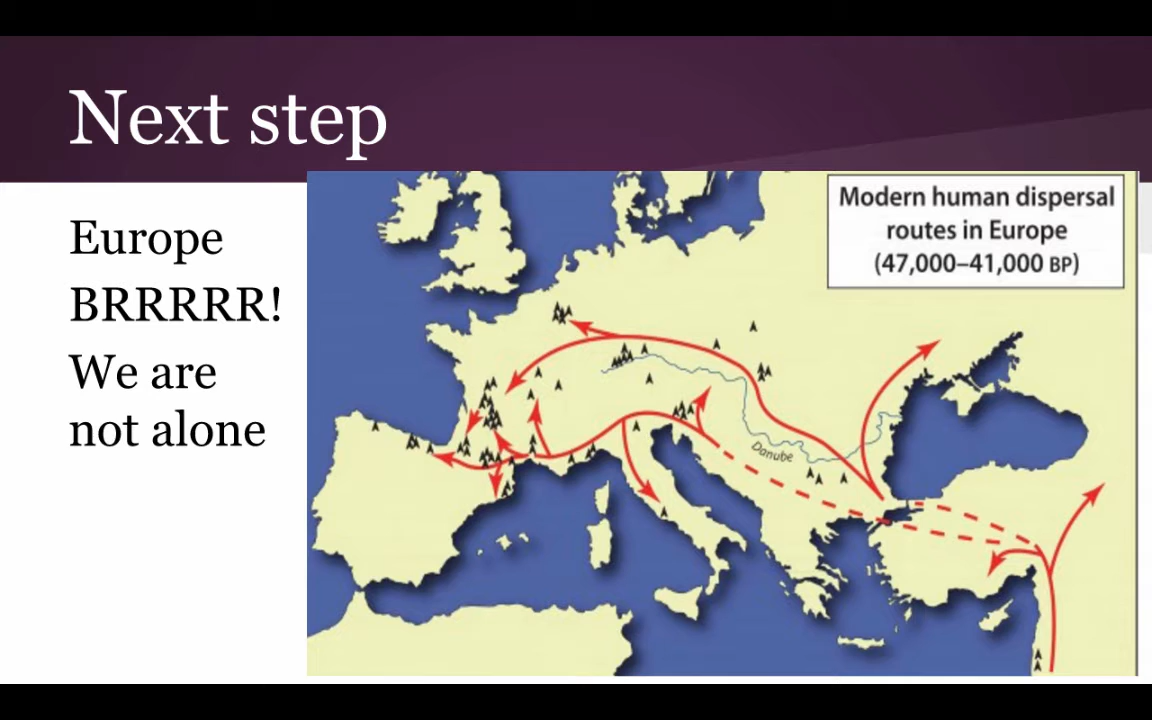 Next step
Europe
BRRRRR!
We are
not alone
Modern human dispersal
routes in Europe
(47,000–41,000 BP)
Danube